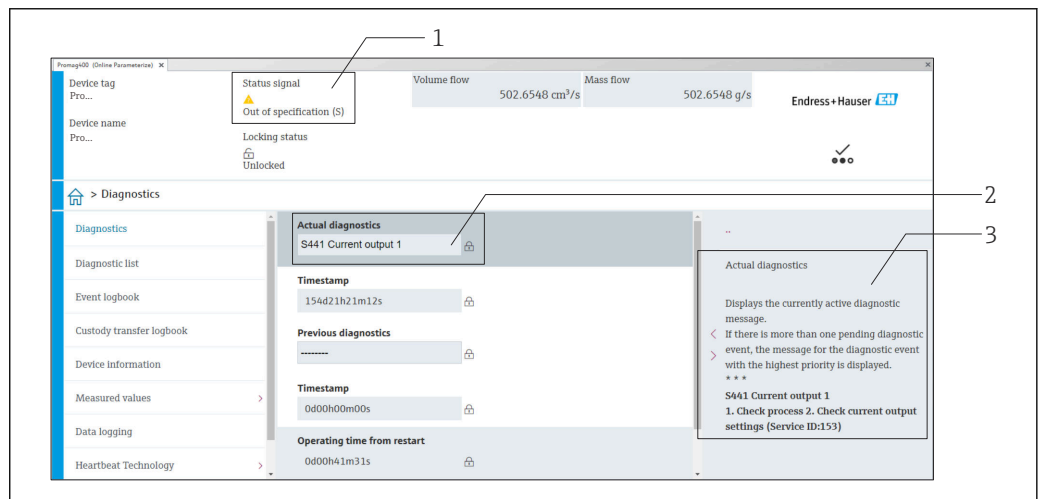 1
Promag400 (Online Parameterize) ×
×
Device tag
Pro...
Device name
Pro...
Status signal
Out of specification (S)
Locking status
Unlocked
Volume flow
502.6548 cm³/s
Mass flow
502.6548 g/s
Endress+Hauser EH
> Diagnostics
2
3
Diagnostics
Diagnostic list
Event logbook
Custody transfer logbook
Device information
Measured values >
Data logging
Heartbeat Technology >
Actual diagnostics
S441 Current output 1
Timestamp
154d21h21m12s
Previous diagnostics
--------
Timestamp
0d00h00m00s
Operating time from restart
0d00h41m31s
..
Actual diagnostics
Displays the currently active diagnostic
message.
If there is more than one pending diagnostic
event, the message for the diagnostic event
with the highest priority is displayed.
* * *
S441 Current output 1
1. Check process 2. Check current output
settings (Service ID:153)